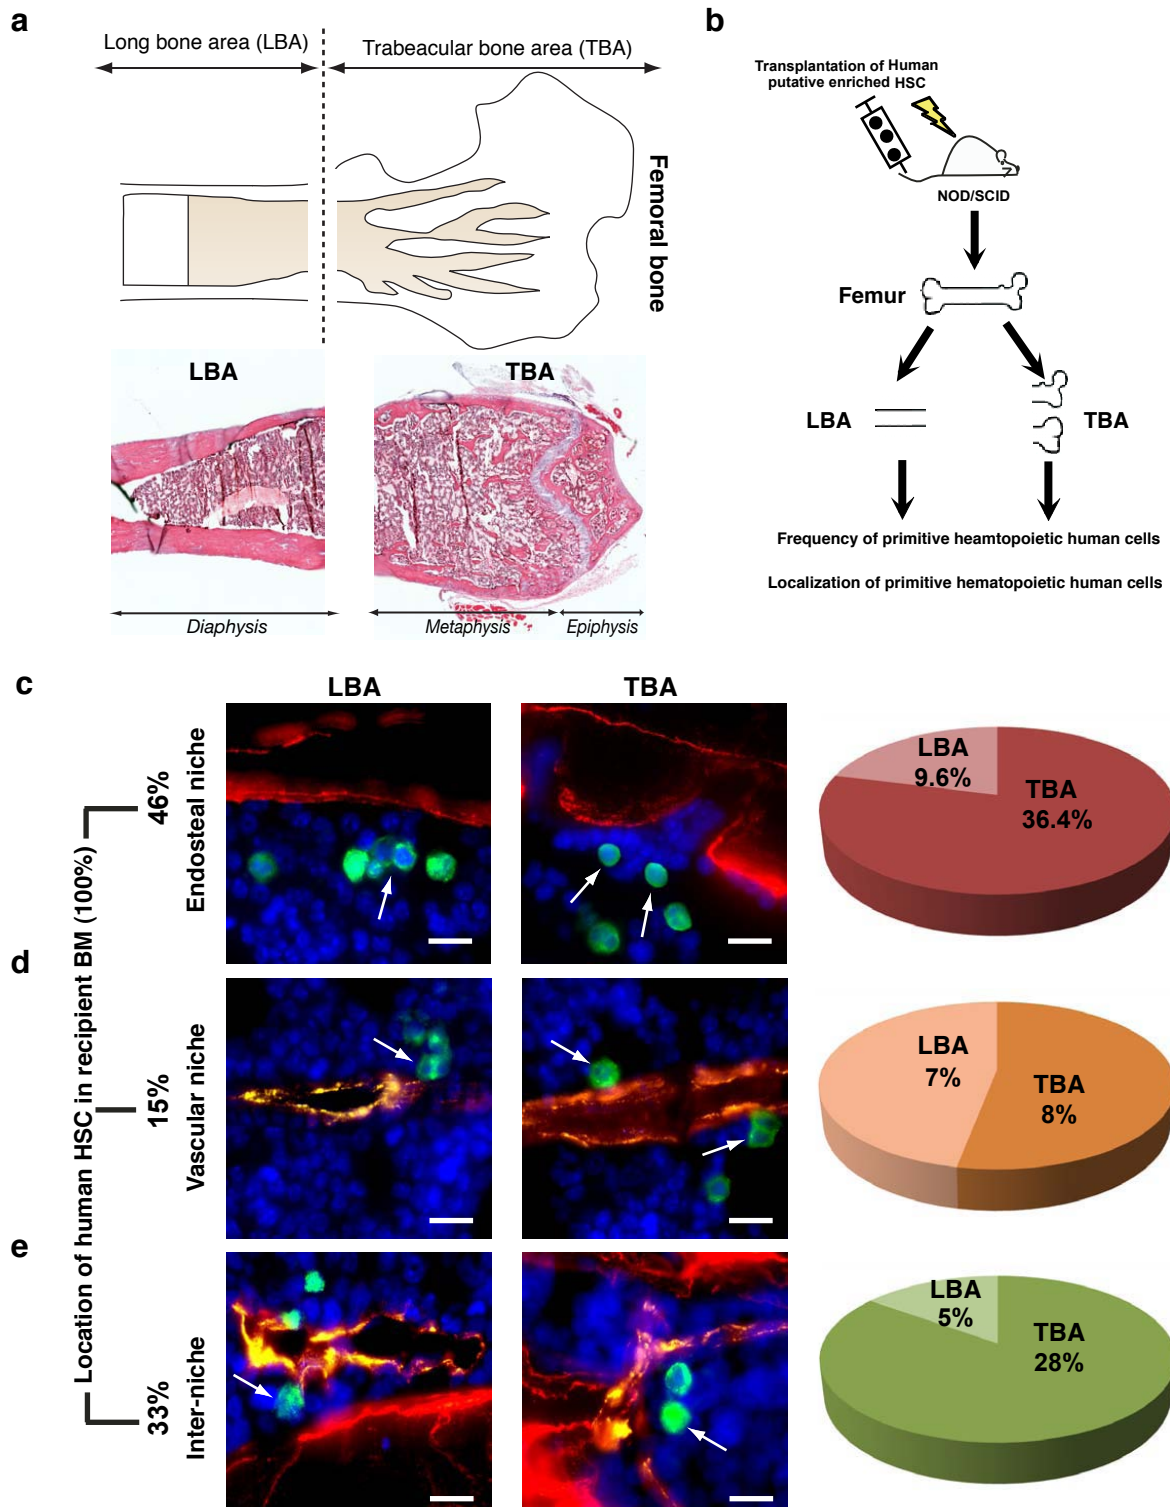 a
Long bone area (LBA)
Trabeacular bone area (TBA)
Femoral bone
LBA
TBA
Diaphysis
Metaphysis
Epiphysis
b
Transplantation of Human
putative enriched HSC
NOD/SCID
Femur
LBA
TBA
Frequency of primitive heamtopoietic human cells
Localization of primitive hematopoietic human cells
LBA
TBA
Location of human HSC in recipient BM (100%)
c
46%
Endosteal niche
LBA
9.6%
TBA
36.4%
d
15%
Vascular niche
LBA
7%
TBA
8%
e
33%
Inter-niche
LBA
5%
TBA
28%